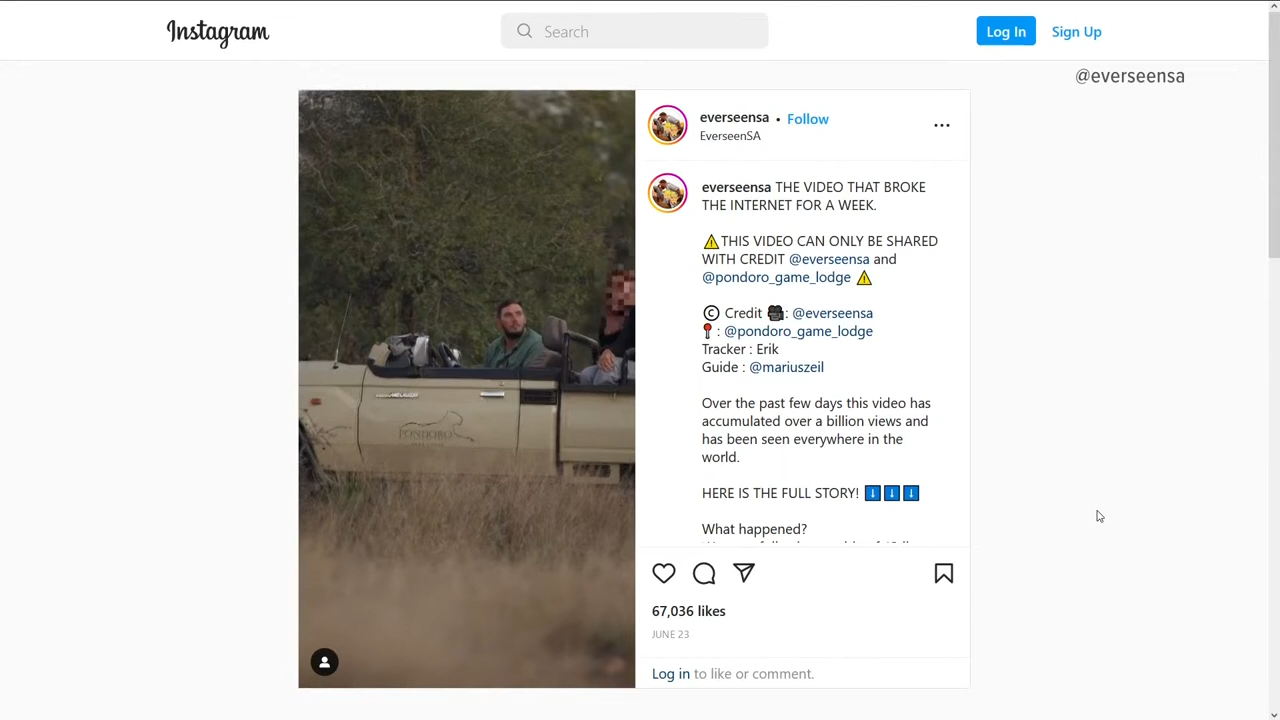 Instagram
Search
Log In
Sign Up
@everseensa
everseensa • Follow
EverseenSA
everseensa THE VIDEO THAT BROKE
THE INTERNET FOR A WEEK.
⚠️THIS VIDEO CAN ONLY BE SHARED
WITH CREDIT @everseensa and
@pondoro_game_lodge ⚠️
© Credit 🎥: @everseensa
📍 : @pondoro_game_lodge
Tracker : Erik
Guide : @mariuszeil
Over the past few days this video has
accumulated over a billion views and
has been seen everywhere in the
world.
HERE IS THE FULL STORY! ⬇️⬇️⬇️
What happened?
PONDORO
67,036 likes
JUNE 23
Log in to like or comment.